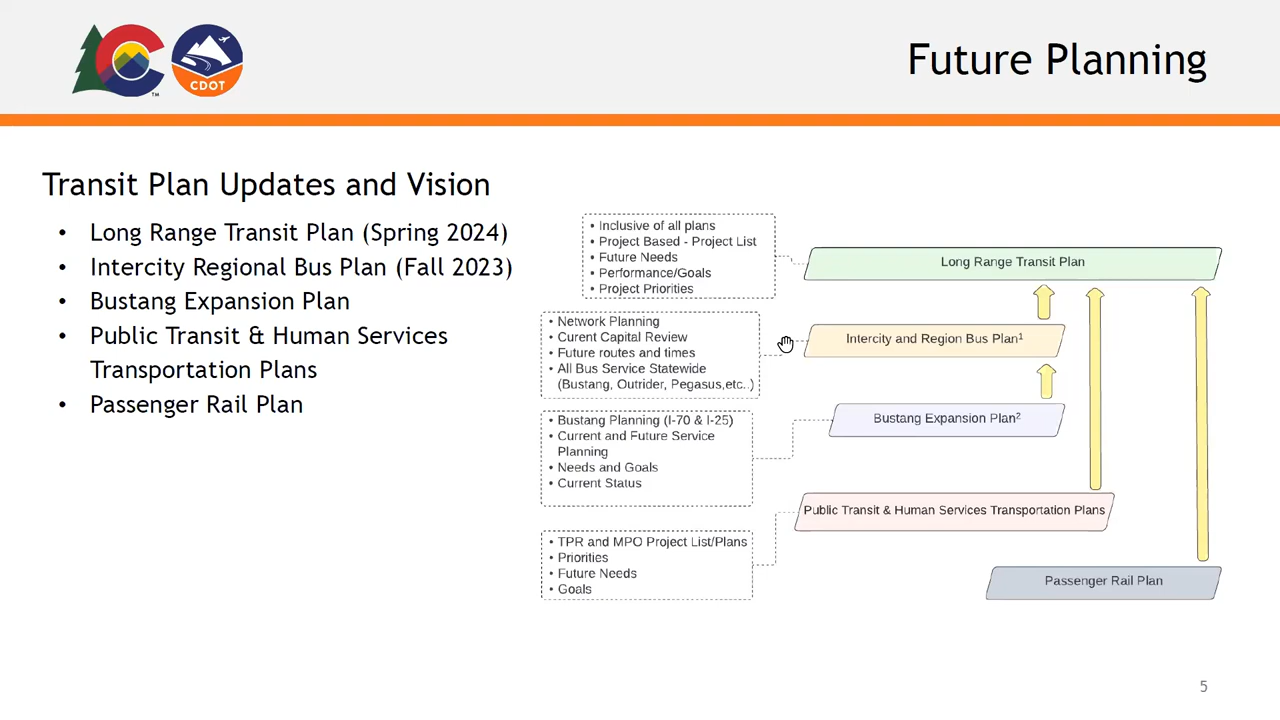 CDOT
TM
Future Planning
Transit Plan Updates and Vision
• Long Range Transit Plan (Spring 2024)
• Intercity Regional Bus Plan (Fall 2023)
• Bustang Expansion Plan
• Public Transit & Human Services
Transportation Plans
• Passenger Rail Plan
• Inclusive of all plans
• Project Based - Project List
• Future Needs
• Performance/Goals
• Project Priorities
Long Range Transit Plan
• Network Planning
• Curent Capital Review
• Future routes and times
• All Bus Service Statewide
(Bustang, Outrider, Pegasus,etc..)
Intercity and Region Bus Plan¹
• Bustang Planning (I-70 & I-25)
• Current and Future Service
Planning
• Needs and Goals
• Current Status
Bustang Expansion Plan²
• TPR and MPO Project List/Plans
• Priorities
• Future Needs
• Goals
Public Transit & Human Services Transportation Plans
Passenger Rail Plan
5